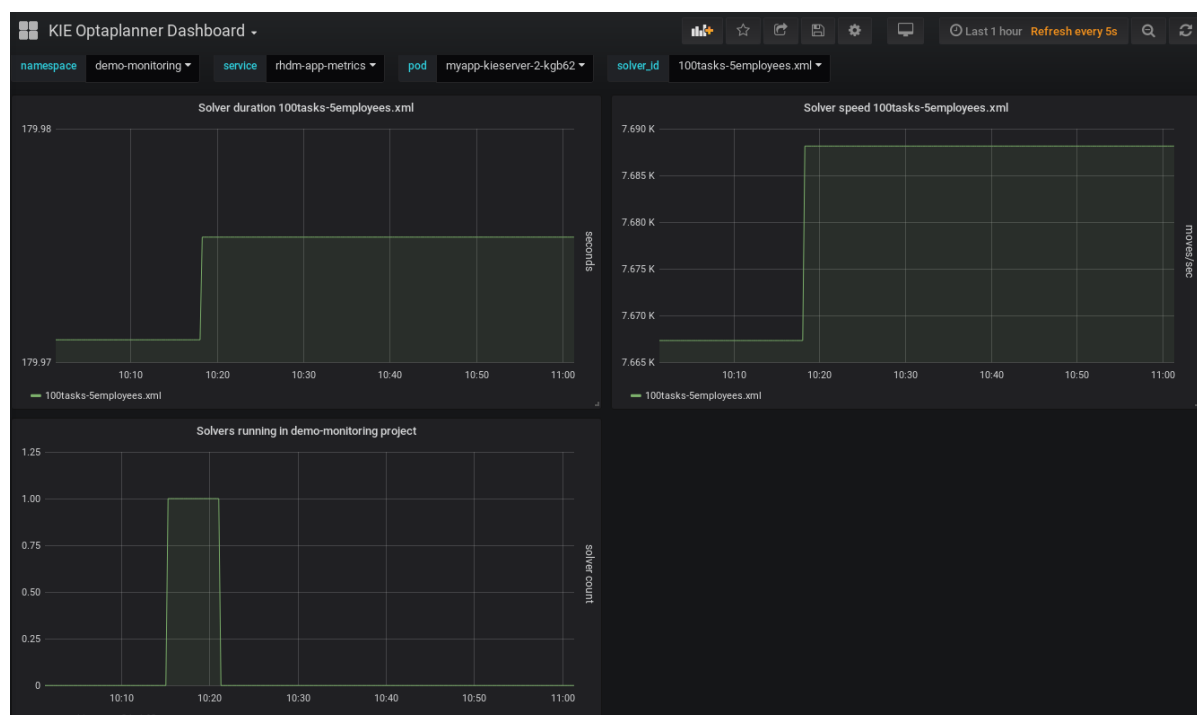 KIE Optaplanner Dashboard
Last 1 hour Refresh every 5s
namespace demo-monitoring service rhdm-app-metrics pod myapp-kieserver-2-kgb62 solver_id 100tasks-5employees.xml
Solver duration 100tasks-5employees.xml
179.98
179.97
seconds
10:10 10:20 10:30 10:40 10:50 11:00
100tasks-5employees.xml
Solver speed 100tasks-5employees.xml
7.690 K
7.685 K
7.680 K
7.675 K
7.670 K
7.665 K
moves/sec
10:10 10:20 10:30 10:40 10:50 11:00
100tasks-5employees.xml
Solvers running in demo-monitoring project
1.25
1.00
0.75
0.50
0.25
0
solver count
10:10 10:20 10:30 10:40 10:50 11:00